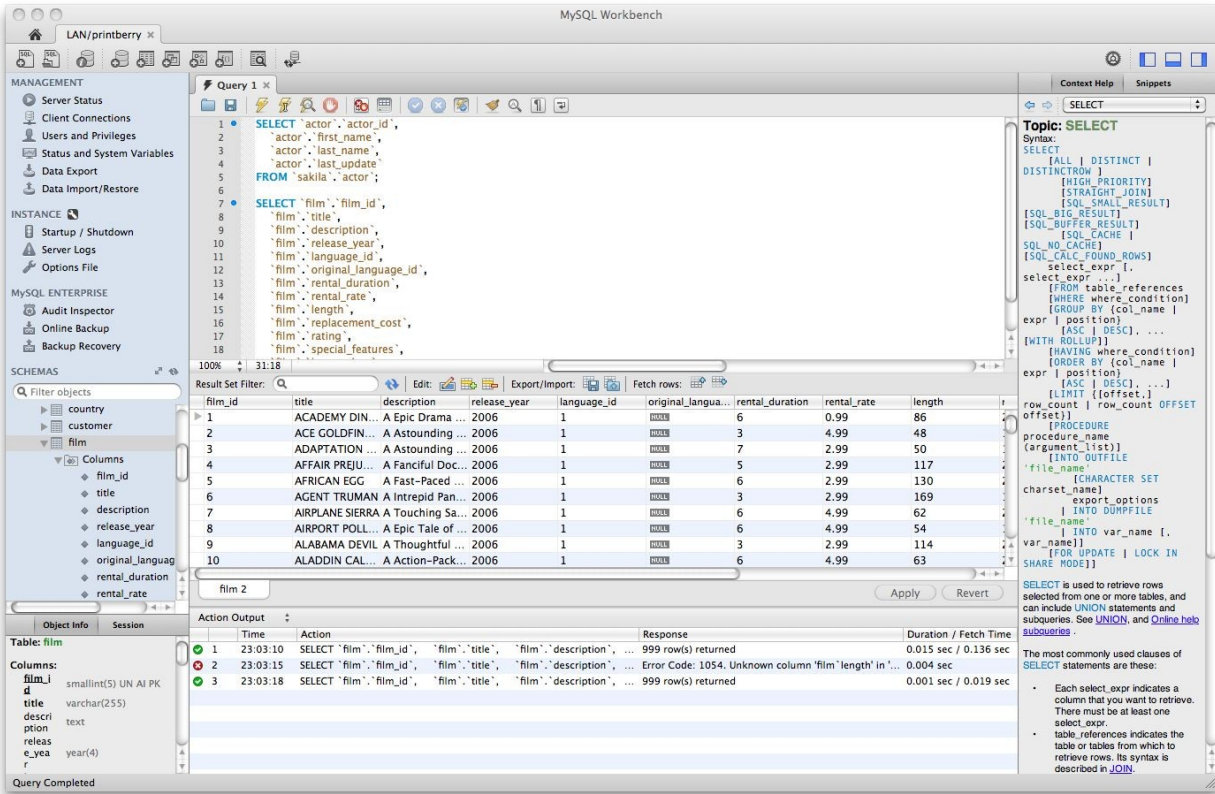 MySQL Workbench
LAN/printberry ×
MANAGEMENT
Server Status
Client Connections
Users and Privileges
Status and System Variables
Data Export
Data Import/Restore
INSTANCE
Startup / Shutdown
Server Logs
Options File
MySQL ENTERPRISE
Audit Inspector
Online Backup
Backup Recovery
SCHEMAS
Filter objects
country
customer
film
Columns
film_id
title
description
release_year
language_id
original_languag
rental_duration
rental_rate
Object Info Session
Table: film
Columns:
film_i
d smallint(5) UN AI PK
title varchar(255)
descri
ption text
releas
e_yea year(4)
r
Query Completed
Query 1 ×
1 SELECT `actor`.`actor_id`,
2 `actor`.`first_name`,
3 `actor`.`last_name`,
4 `actor`.`last_update`
5 FROM `sakila`.`actor`;
6
7 SELECT `film`.`film_id`,
8 `film`.`title`,
9 `film`.`description`,
10 `film`.`release_year`,
11 `film`.`language_id`,
12 `film`.`original_language_id`,
13 `film`.`rental_duration`,
14 `film`.`rental_rate`,
15 `film`.`length`,
16 `film`.`replacement_cost`,
17 `film`.`rating`,
18 `film`.`special_features`,
100% 31:18
Result Set Filter: Edit: Export/Import: Fetch rows:
film_id title description release_year language_id original_langua... rental_duration rental_rate length r
1 ACADEMY DIN... A Epic Drama ... 2006 1 NULL 6 0.99 86
2 ACE GOLDFIN... A Astounding ... 2006 1 NULL 3 4.99 48
3 ADAPTATION ... A Astounding ... 2006 1 NULL 7 2.99 50
4 AFFAIR PREJU... A Fanciful Doc... 2006 1 NULL 5 2.99 117
5 AFRICAN EGG A Fast-Paced ... 2006 1 NULL 6 2.99 130
6 AGENT TRUMAN A Intrepid Pan... 2006 1 NULL 3 2.99 169
7 AIRPLANE SIERRA A Touching Sa... 2006 1 NULL 6 4.99 62
8 AIRPORT POLL... A Epic Tale of ... 2006 1 NULL 6 4.99 54
9 ALABAMA DEVIL A Thoughtful ... 2006 1 NULL 3 2.99 114
10 ALADDIN CAL... A Action-Pack... 2006 1 NULL 6 4.99 63
film 2 Apply Revert
Action Output
Time Action Response Duration / Fetch Time
1 23:03:10 SELECT `film`.`film_id`, `film`.`title`, `film`.`description`, ... 999 row(s) returned 0.015 sec / 0.136 sec
2 23:03:15 SELECT `film`.`film_id`, `film`.`title`, `film`.`description`, ... Error Code: 1054. Unknown column 'film`length' in '... 0.004 sec
3 23:03:18 SELECT `film`.`film_id`, `film`.`title`, `film`.`description`, ... 999 row(s) returned 0.001 sec / 0.019 sec
Context Help Snippets
SELECT
Topic: SELECT
Syntax:
SELECT
[ALL | DISTINCT |
DISTINCTROW ]
[HIGH_PRIORITY]
[STRAIGHT_JOIN]
[SQL_SMALL_RESULT]
[SQL_BIG_RESULT]
[SQL_BUFFER_RESULT]
[SQL_CACHE |
SQL_NO_CACHE]
[SQL_CALC_FOUND_ROWS]
select_expr [,
select_expr ...]
[FROM table_references
[WHERE where_condition]
[GROUP BY {col_name |
expr | position}
[ASC | DESC], ...
[WITH ROLLUP]]
[HAVING where_condition]
[ORDER BY {col_name |
expr | position}
[ASC | DESC], ...]
[LIMIT {[offset,]
row_count | row_count OFFSET
offset}]
[PROCEDURE
procedure_name
(argument_list)]
[INTO OUTFILE
'file_name'
[CHARACTER SET
charset_name]
export_options
| INTO DUMPFILE
'file_name'
| INTO var_name [,
var_name]]
[FOR UPDATE | LOCK IN
SHARE MODE]]
SELECT is used to retrieve rows
selected from one or more tables, and
can include UNION statements and
subqueries. See UNION, and Online help
subqueries .
The most commonly used clauses of
SELECT statements are these:
• Each select_expr indicates a
column that you want to retrieve.
There must be at least one
select_expr.
• table_references indicates the
table or tables from which to
retrieve rows. Its syntax is
described in JOIN.